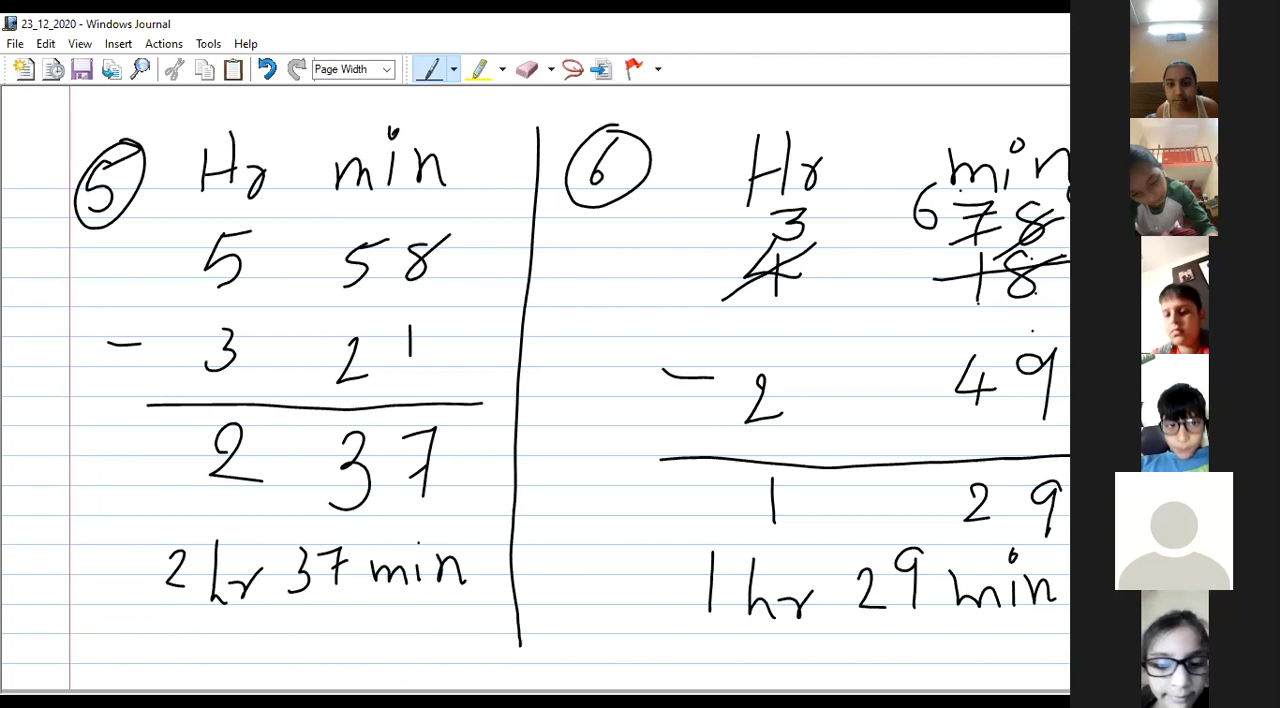 23_12_2020 - Windows Journal
File Edit View Insert Actions Tools Help
Page Width
5 Hr min
5 58
- 3 21
2 37
2 hr 37 min
6 Hr min
3 6 7 8
4 18
- 2 49
1 29
1 hr 29 min